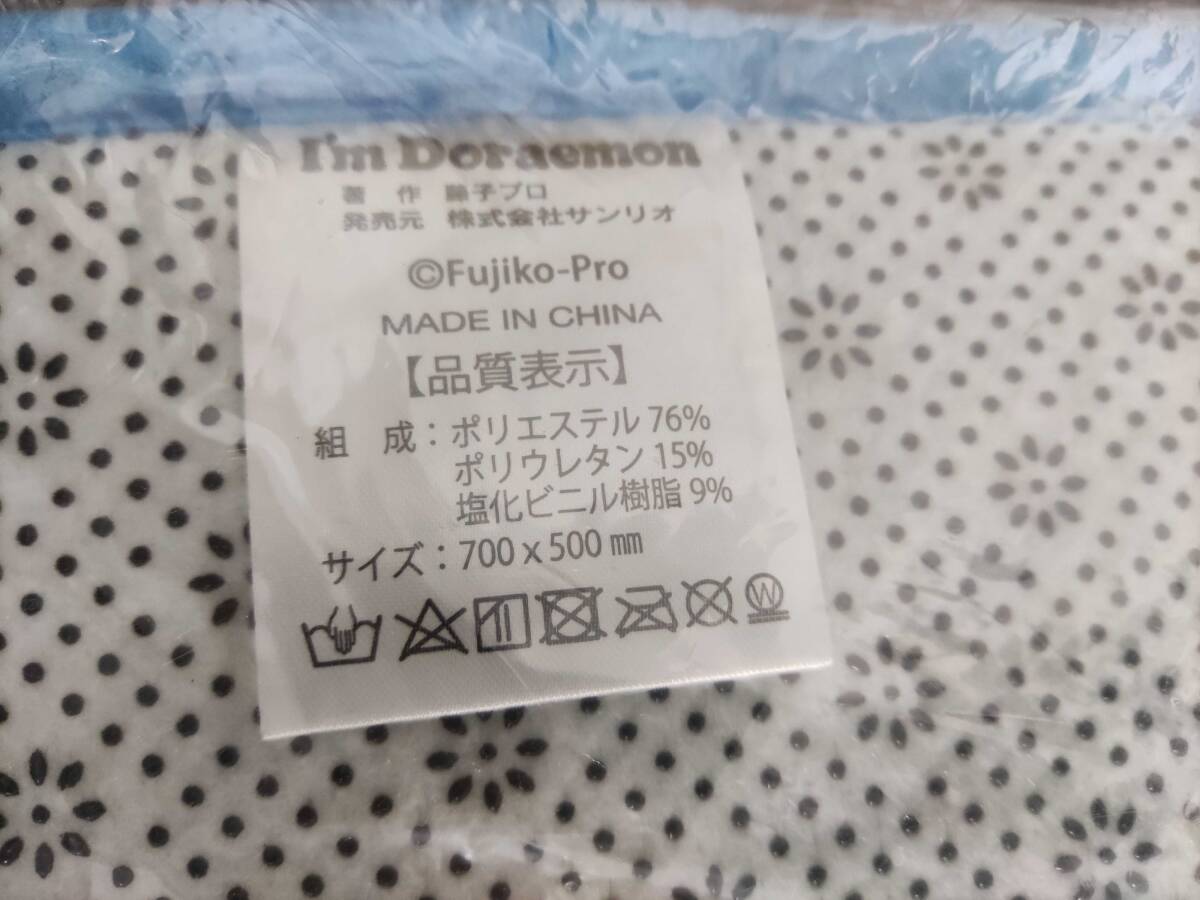 I'm Doraemon
著 作 藤子プロ
発売元 株式会社サンリオ
©Fujiko-Pro
MADE IN CHINA
【品質表示】
組 成：ポリエステル 76%
ポリウレタン 15%
塩化ビニル樹脂 9%
サイズ：700 x 500 ㎜
W